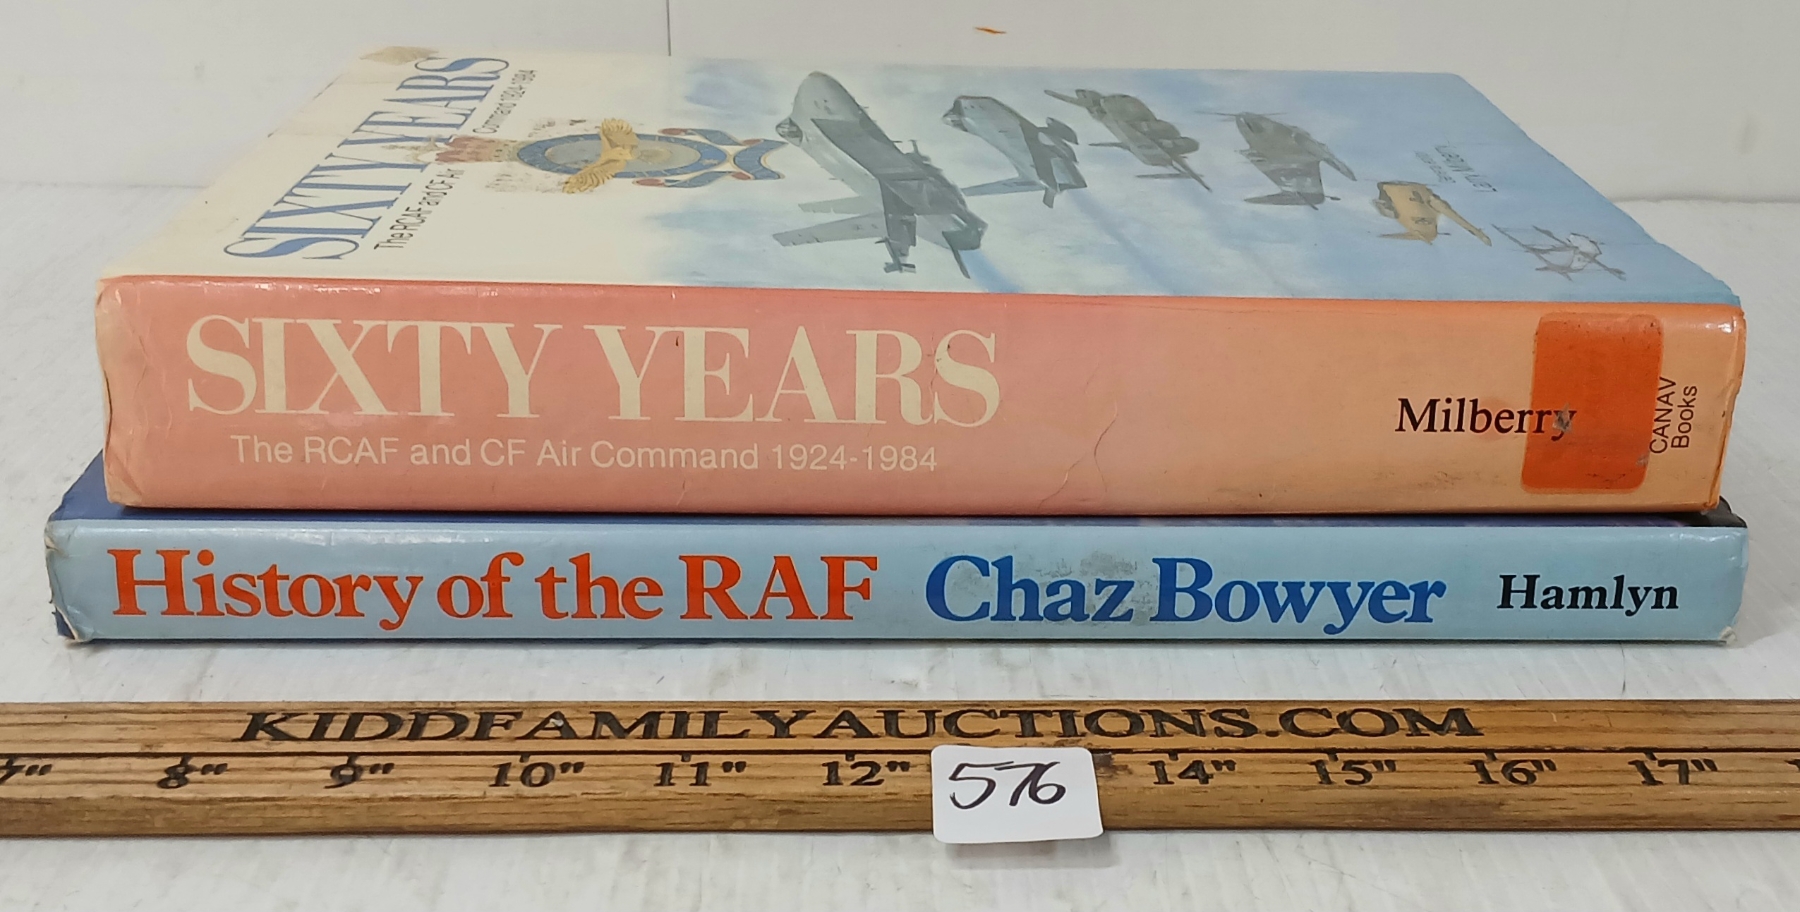 SIXTY YEARS
The RCAF and CF Air Command 1924-1984
SIXTY YEARS
The RCAF and CF Air Command 1924-1984
Milberry
CANAV
Books
History of the RAF Chaz Bowyer Hamlyn
KIDDFAMILYAUCTIONS.COM
7" 8" 9" 10" 11" 12" 14" 15" 16" 17"
576